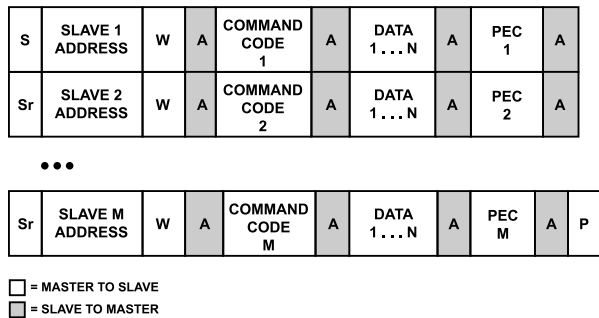 S SLAVE 1 ADDRESS W A COMMAND CODE 1 A DATA 1 . . . N A PEC 1 A
Sr SLAVE 2 ADDRESS W A COMMAND CODE 2 A DATA 1 . . . N A PEC 2 A
•••
Sr SLAVE M ADDRESS W A COMMAND CODE M A DATA 1 . . . N A PEC M A P
= MASTER TO SLAVE
= SLAVE TO MASTER